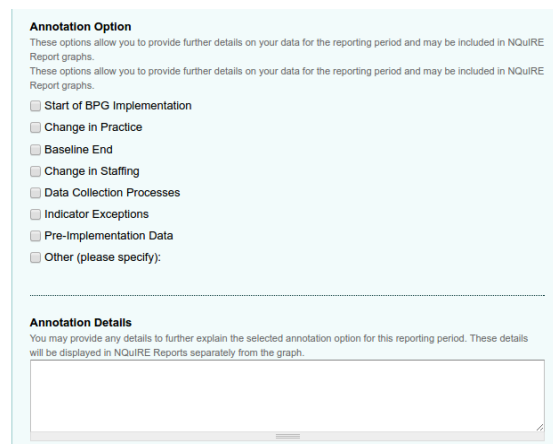 Annotation Option
These options allow you to provide further details on your data for the reporting period and may be included in NQuIRE
Report graphs.
These options allow you to provide further details on your data for the reporting period and may be included in NQuIRE
Report graphs.
Start of BPG Implementation
Change in Practice
Baseline End
Change in Staffing
Data Collection Processes
Indicator Exceptions
Pre-Implementation Data
Other (please specify):
Annotation Details
You may provide any details to further explain the selected annotation option for this reporting period. These details
will be displayed in NQuIRE Reports separately from the graph.